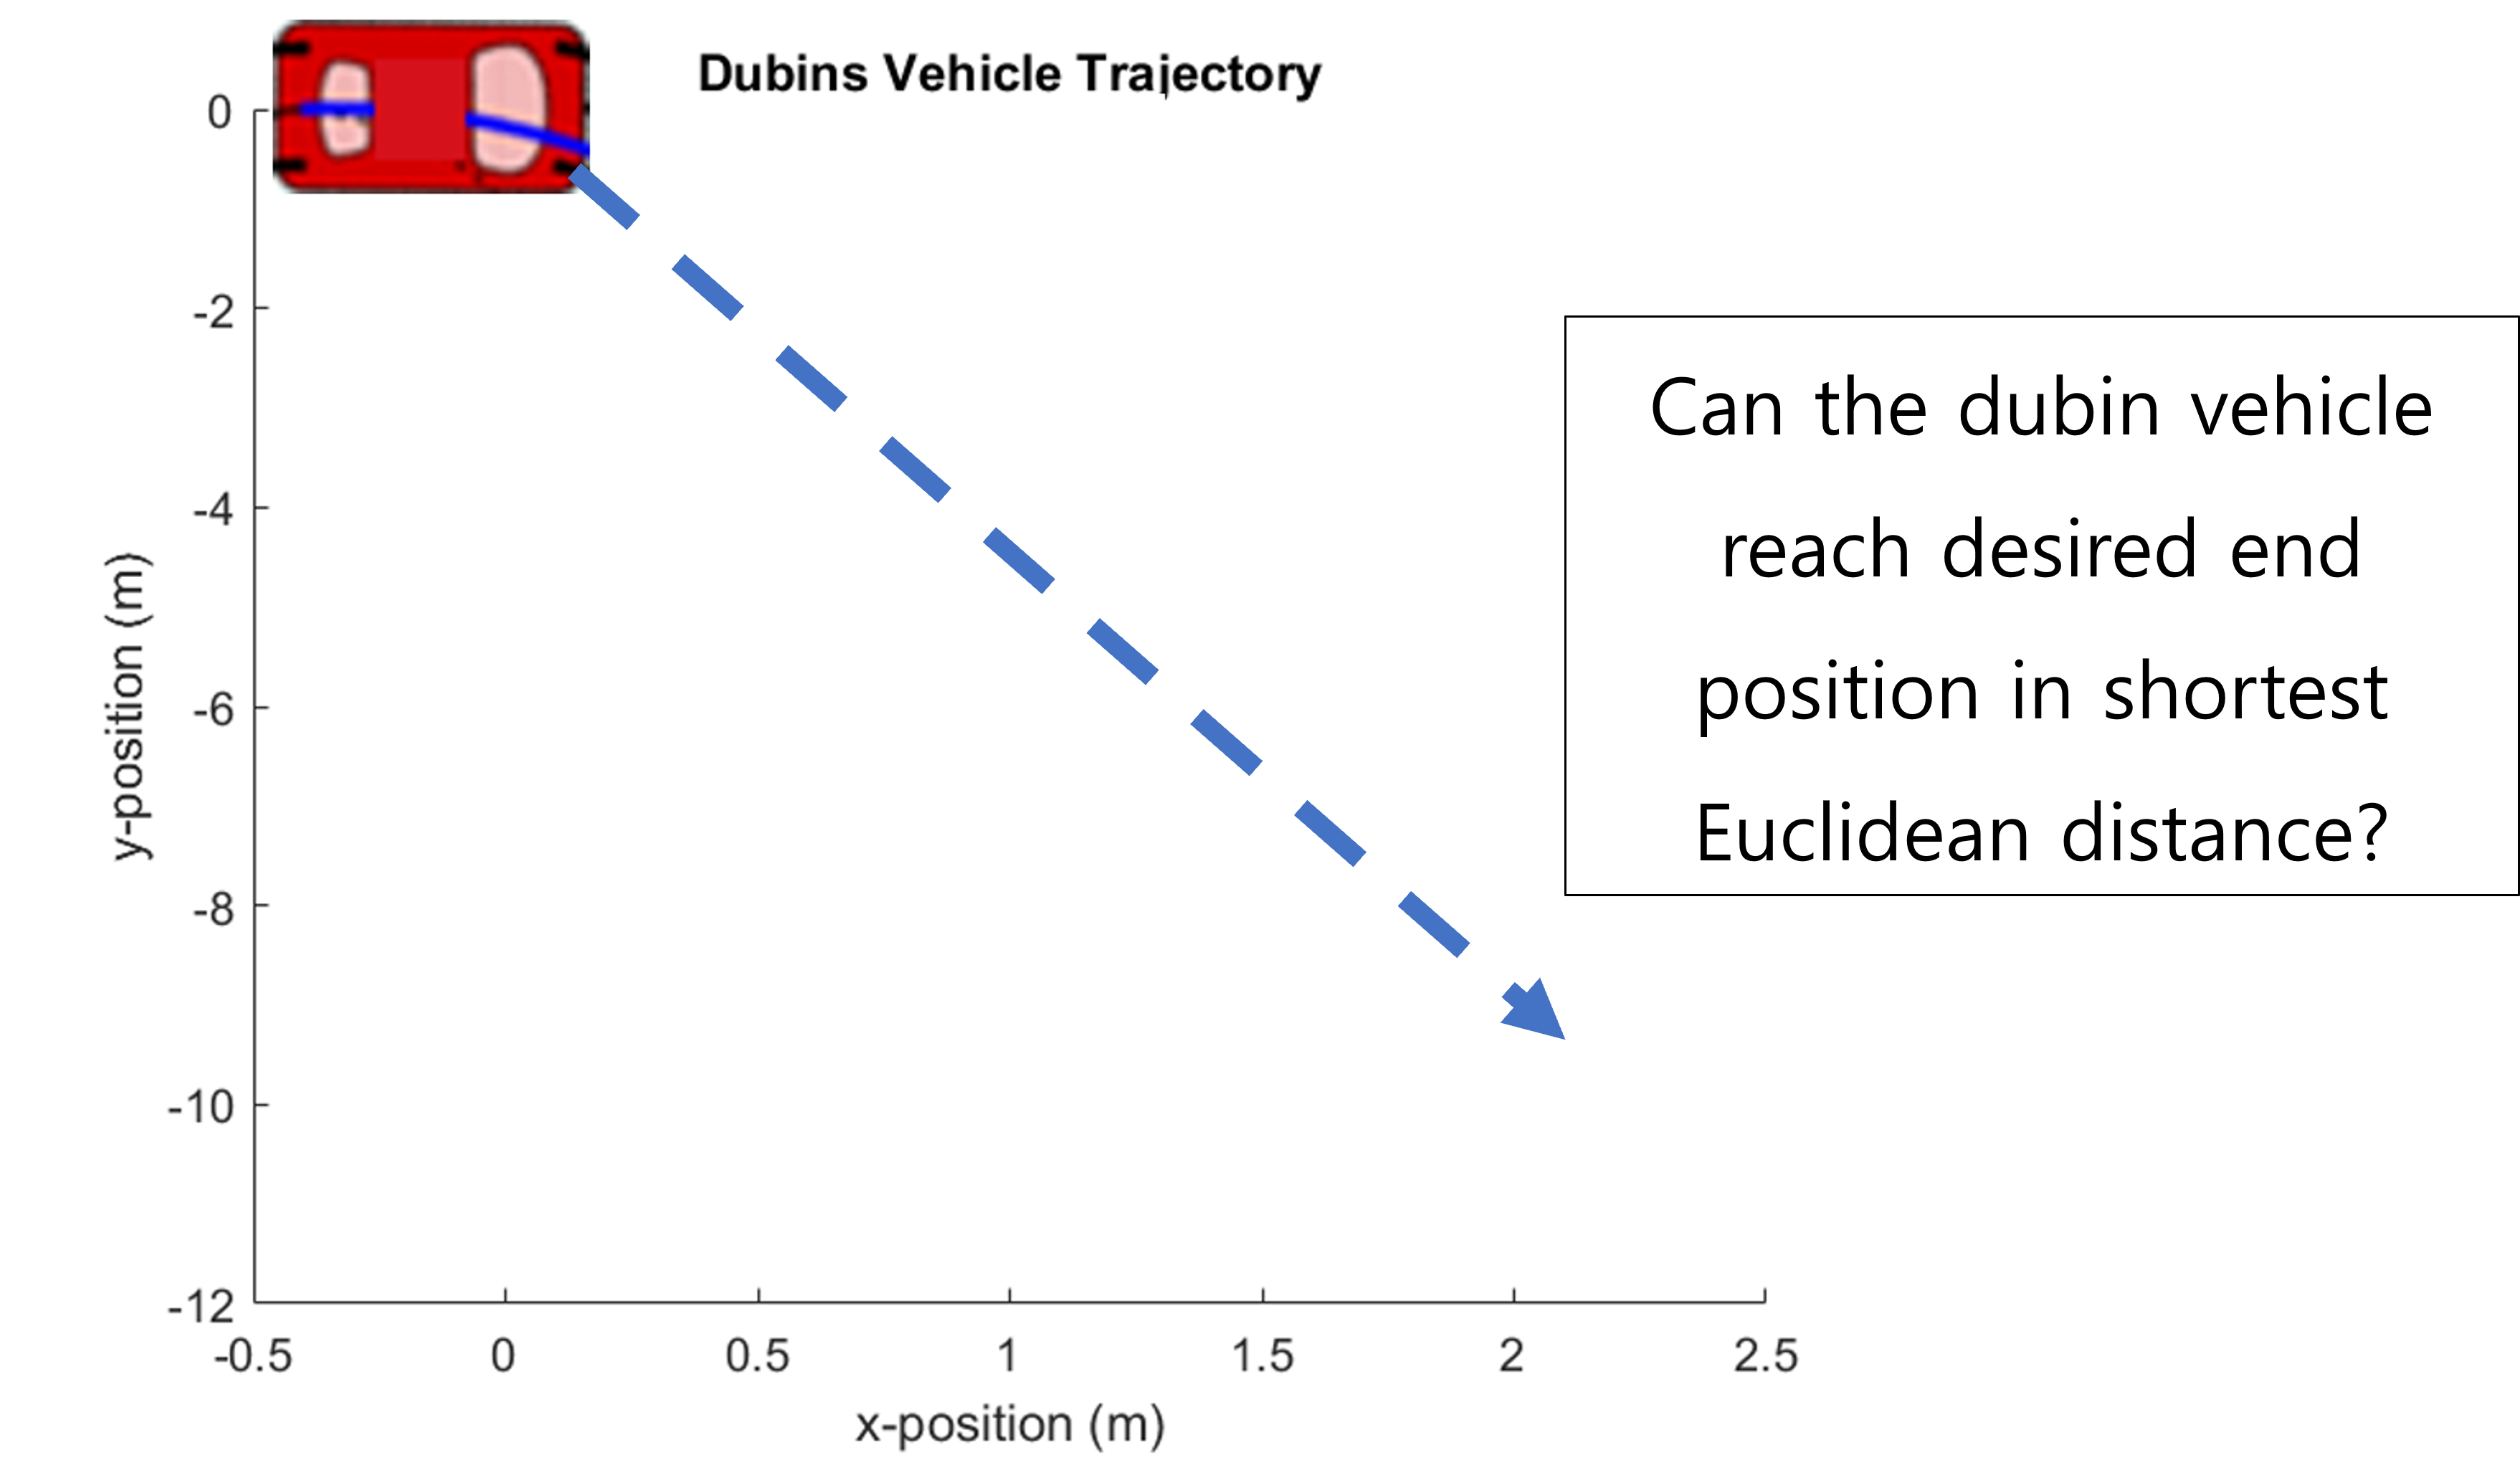 Dubins Vehicle Trajectory
0
-2
-4
-6
-8
-10
-12
y-position (m)
-0.5 0 0.5 1 1.5 2 2.5
x-position (m)
Can the dubin vehicle
reach desired end
position in shortest
Euclidean distance?